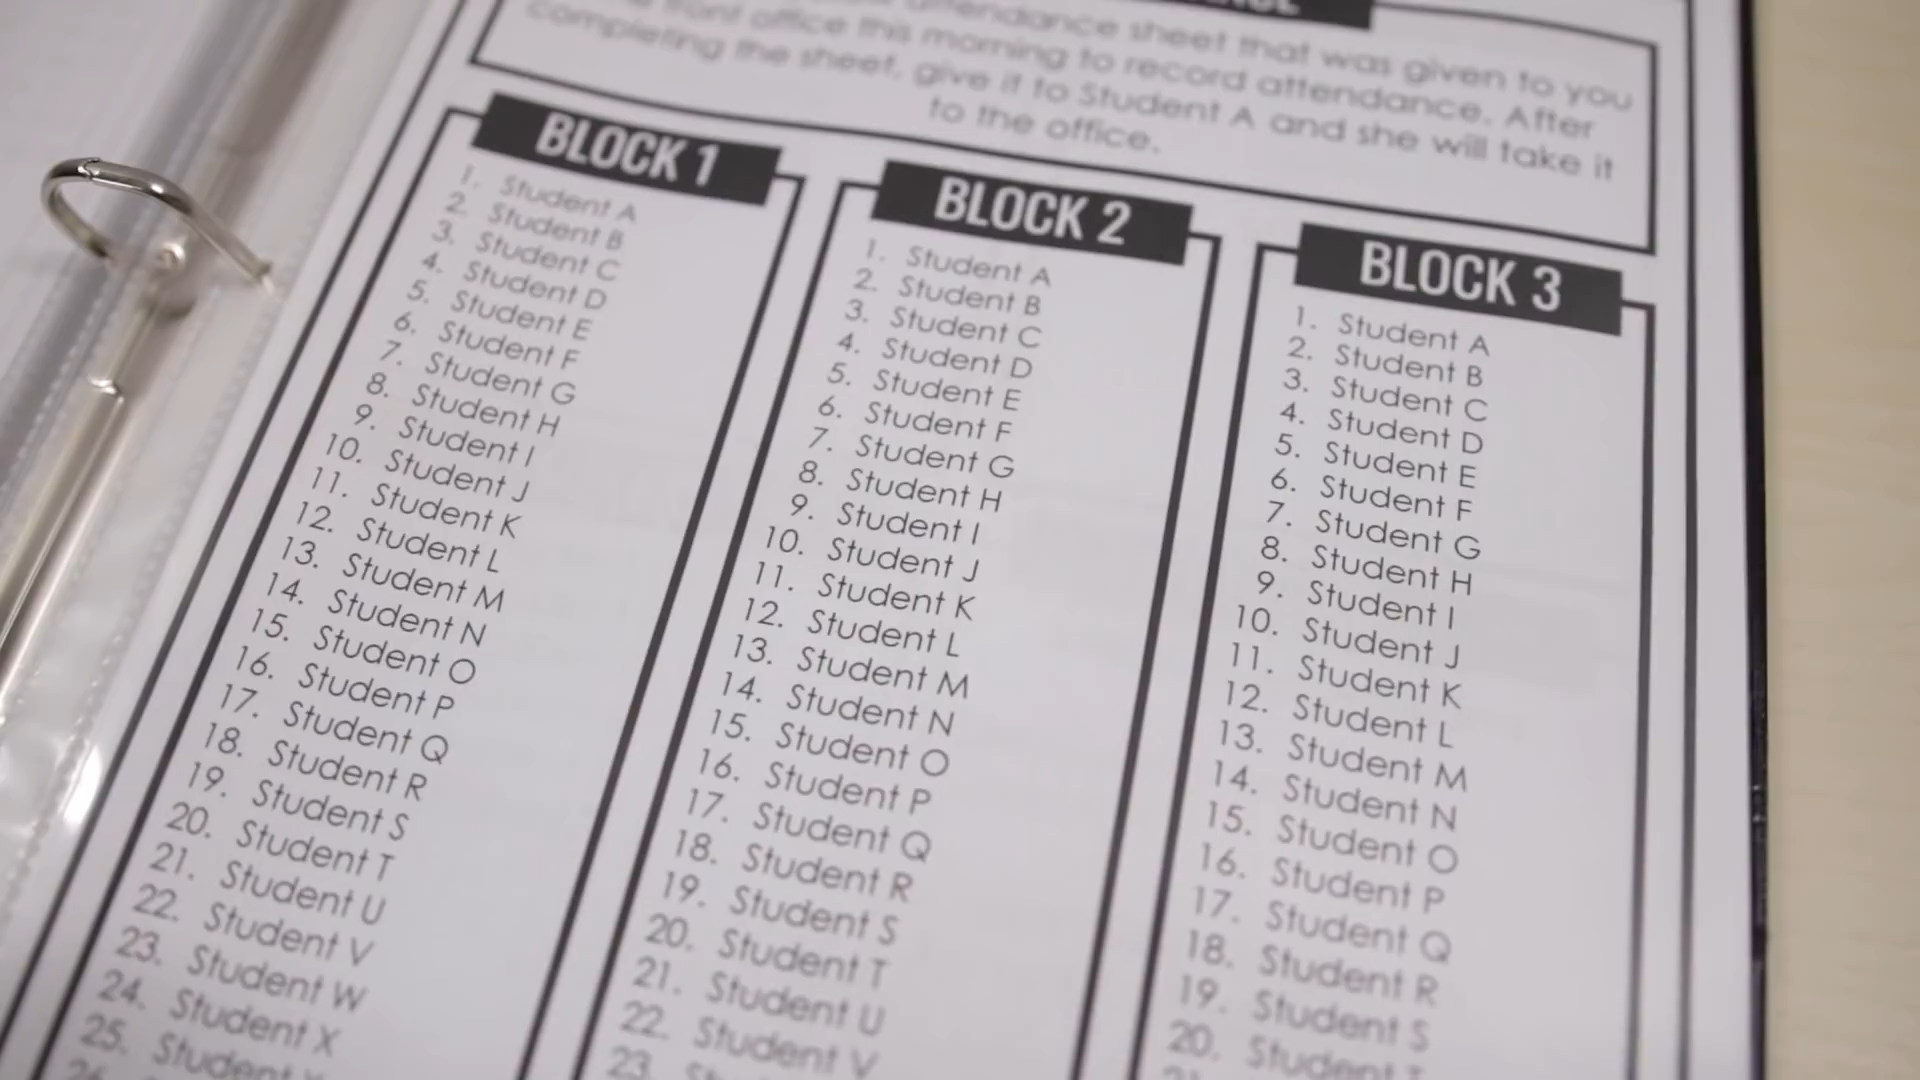 attendance sheet that was given to you
front office this morning to record attendance. After
completing the sheet, give it to Student A and she will take it
to the office.
BLOCK 1
1. Student A
2. Student B
3. Student C
4. Student D
5. Student E
6. Student F
7. Student G
8. Student H
9. Student I
10. Student J
11. Student K
12. Student L
13. Student M
14. Student N
15. Student O
16. Student P
17. Student Q
18. Student R
19. Student S
20. Student T
21. Student U
22. Student V
23. Student W
24. Student X
25. Student
BLOCK 2
1. Student A
2. Student B
3. Student C
4. Student D
5. Student E
6. Student F
7. Student G
8. Student H
9. Student I
10. Student J
11. Student K
12. Student L
13. Student M
14. Student N
15. Student O
16. Student P
17. Student Q
18. Student R
19. Student S
20. Student T
21. Student U
22. Student V
23.
BLOCK 3
1. Student A
2. Student B
3. Student C
4. Student D
5. Student E
6. Student F
7. Student G
8. Student H
9. Student I
10. Student J
11. Student K
12. Student L
13. Student M
14. Student N
15. Student O
16. Student P
17. Student Q
18. Student R
19. Student S
20. Student